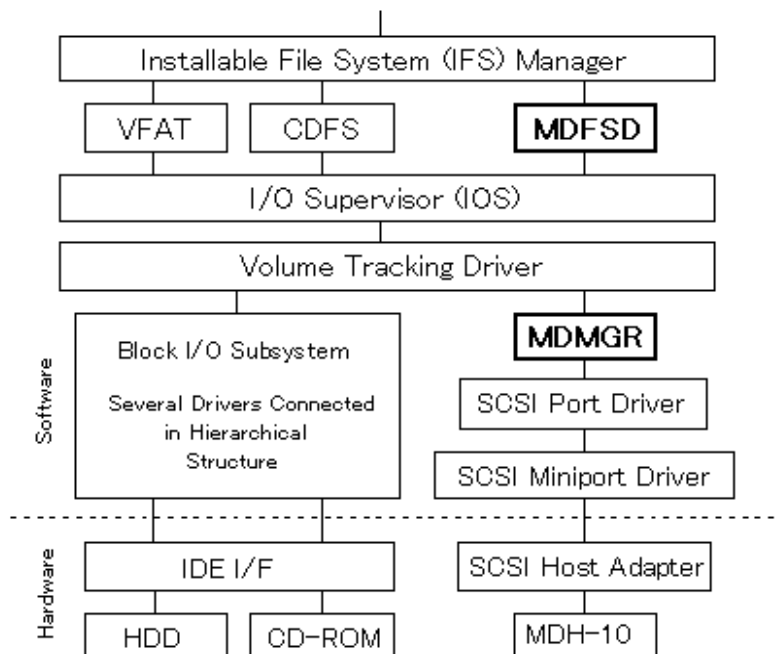 Installable File System (IFS) Manager
VFAT
CDFS
MDFSD
I/O Supervisor (IOS)
Volume Tracking Driver
Block I/O Subsystem
Several Drivers Connected
in Hierarchical
Structure
MDMGR
SCSI Port Driver
SCSI Miniport Driver
Software
Hardware
IDE I/F
SCSI Host Adapter
HDD
CD-ROM
MDH-10